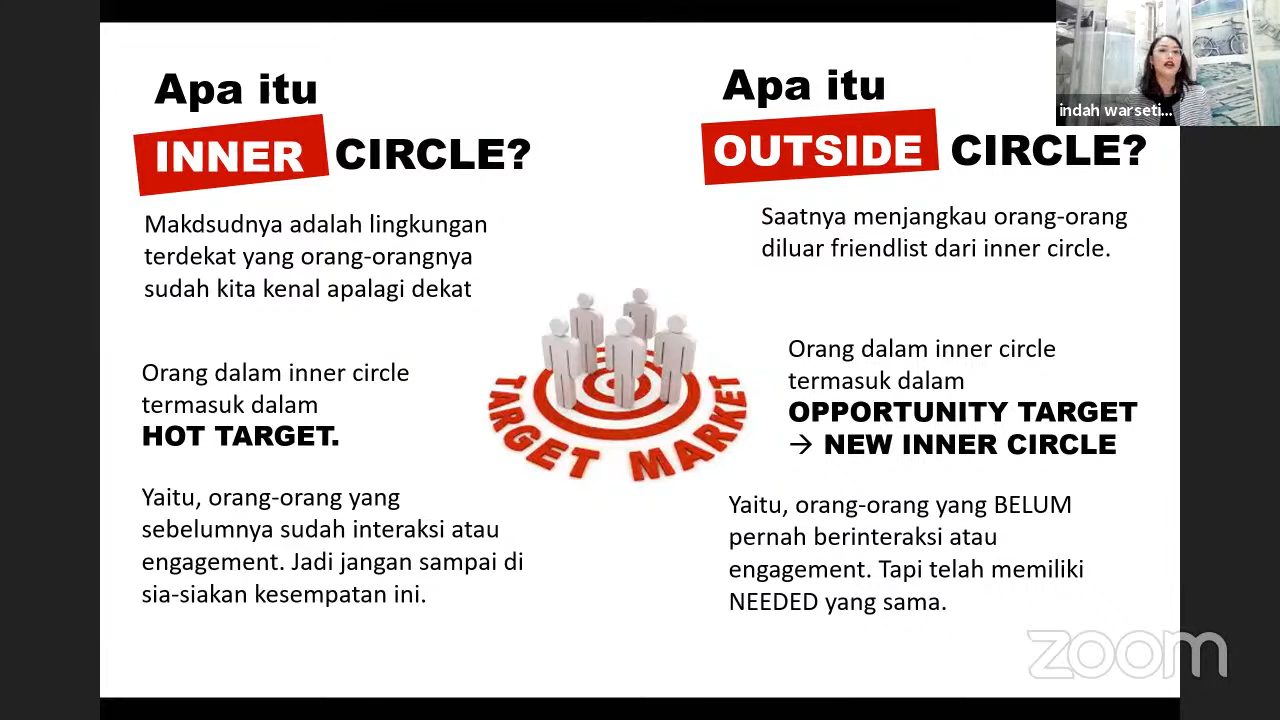 Apa itu
INNER CIRCLE?
Makdsudnya adalah lingkungan
terdekat yang orang-orangnya
sudah kita kenal apalagi dekat
Orang dalam inner circle
termasuk dalam
HOT TARGET.
Yaitu, orang-orang yang
sebelumnya sudah interaksi atau
engagement. Jadi jangan sampai di
sia-siakan kesempatan ini.
TARGET MARKET
Apa itu
OUTSIDE CIRCLE?
Saatnya menjangkau orang-orang
diluar friendlist dari inner circle.
Orang dalam inner circle
termasuk dalam
OPPORTUNITY TARGET
→ NEW INNER CIRCLE
Yaitu, orang-orang yang BELUM
pernah berinteraksi atau
engagement. Tapi telah memiliki
NEEDED yang sama.
indah warseti...
zoom